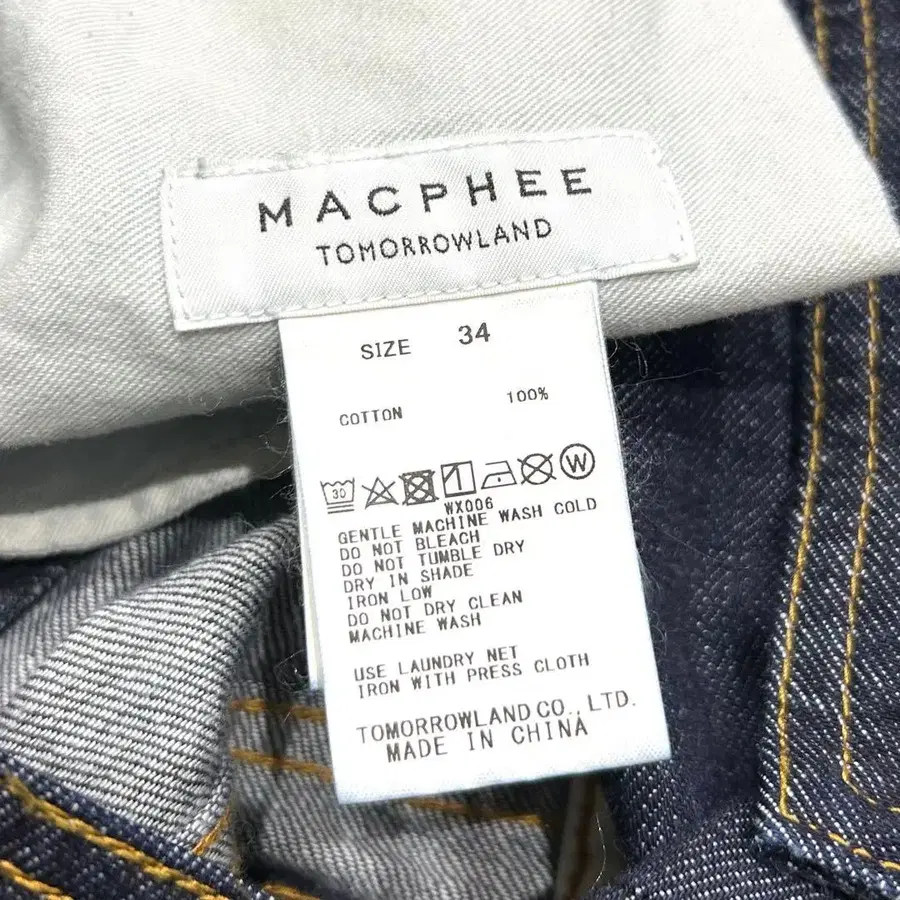 MACPHEE
TOMORROWLAND
SIZE 34
COTTON 100%
30 1 W
WX006
GENTLE MACHINE WASH COLD
DO NOT BLEACH
DO NOT TUMBLE DRY
DRY IN SHADE
IRON LOW
DO NOT DRY CLEAN
MACHINE WASH
USE LAUNDRY NET
IRON WITH PRESS CLOTH
TOMORROWLAND CO., LTD.
MADE IN CHINA